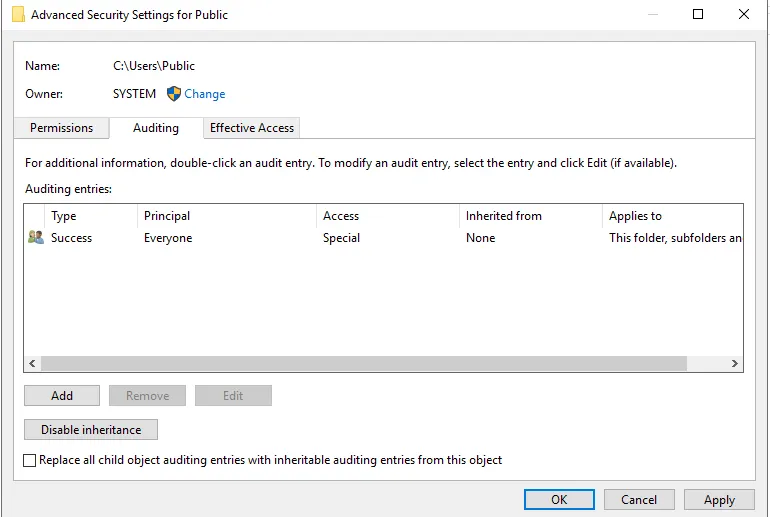 Advanced Security Settings for Public
Name: C:\Users\Public
Owner: SYSTEM Change
Permissions Auditing Effective Access
For additional information, double-click an audit entry. To modify an audit entry, select the entry and click Edit (if available).
Auditing entries:
Type Principal Access Inherited from Applies to
Success Everyone Special None This folder, subfolders an
Add Remove Edit
Disable inheritance
Replace all child object auditing entries with inheritable auditing entries from this object
OK Cancel Apply